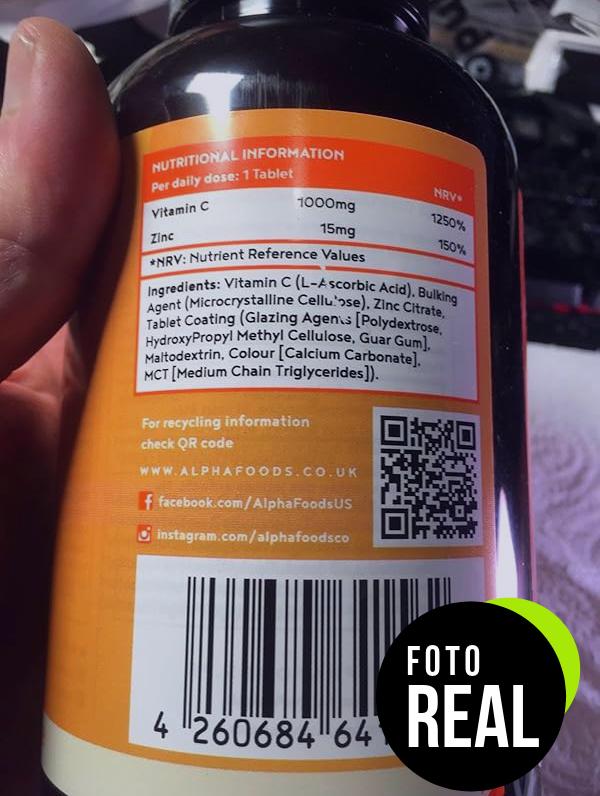 NUTRITIONAL INFORMATION
Per daily dose: 1 Tablet NRV*
Vitamin C 1000mg 1250%
Zinc 15mg 150%
*NRV: Nutrient Reference Values
Ingredients: Vitamin C (L-Ascorbic Acid), Bulking
Agent (Microcrystalline Cellulose), Zinc Citrate,
Tablet Coating (Glazing Agents [Polydextrose,
HydroxyPropyl Methyl Cellulose, Guar Gum],
Maltodextrin, Colour [Calcium Carbonate],
MCT [Medium Chain Triglycerides]).
For recycling information
check QR code
WWW.ALPHAFOODS.CO.UK
facebook.com/AlphaFoodsUS
instagram.com/alphafoodsco
4 260684 64
FOTO
REAL